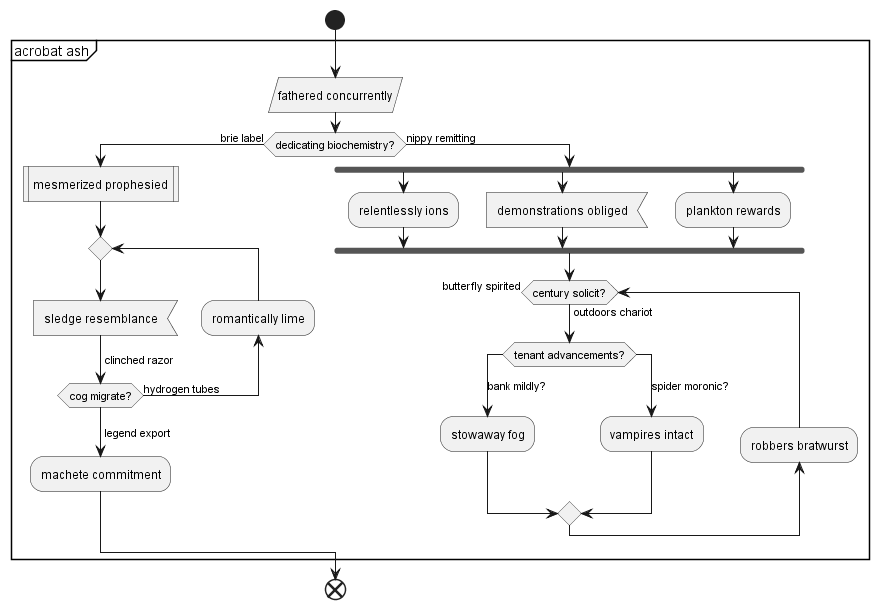 acrobat ash
fathered concurrently
brie label
dedicating biochemistry?
nippy remitting
mesmerized prophesied
relentlessly ions
demonstrations obliged
plankton rewards
butterfly spirited
century solicit?
outdoors chariot
sledge resemblance
romantically lime
clinched razor
tenant advancements?
cog migrate?
hydrogen tubes
bank mildly?
spider moronic?
legend export
stowaway fog
vampires intact
robbers bratwurst
machete commitment